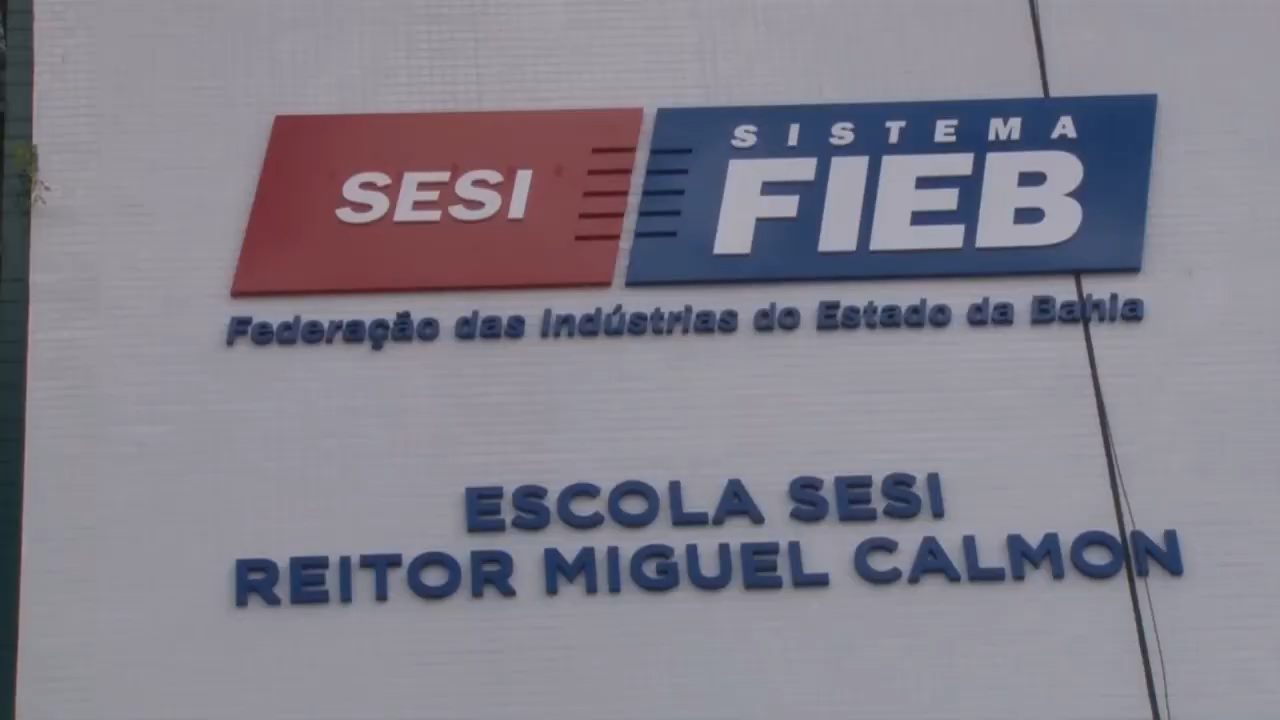 SESI
SISTEMA
FIEB
Federação das Indústrias do Estado da Bahia
ESCOLA SESI
REITOR MIGUEL CALMON